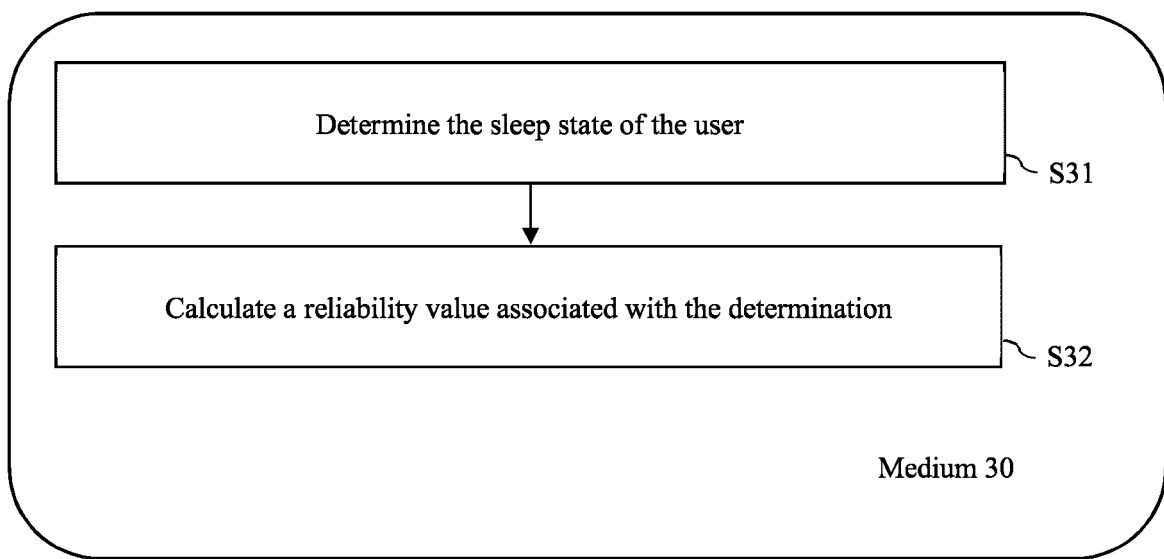 Determine the sleep state of the user
S31
Calculate a reliability value associated with the determination
S32
Medium 30